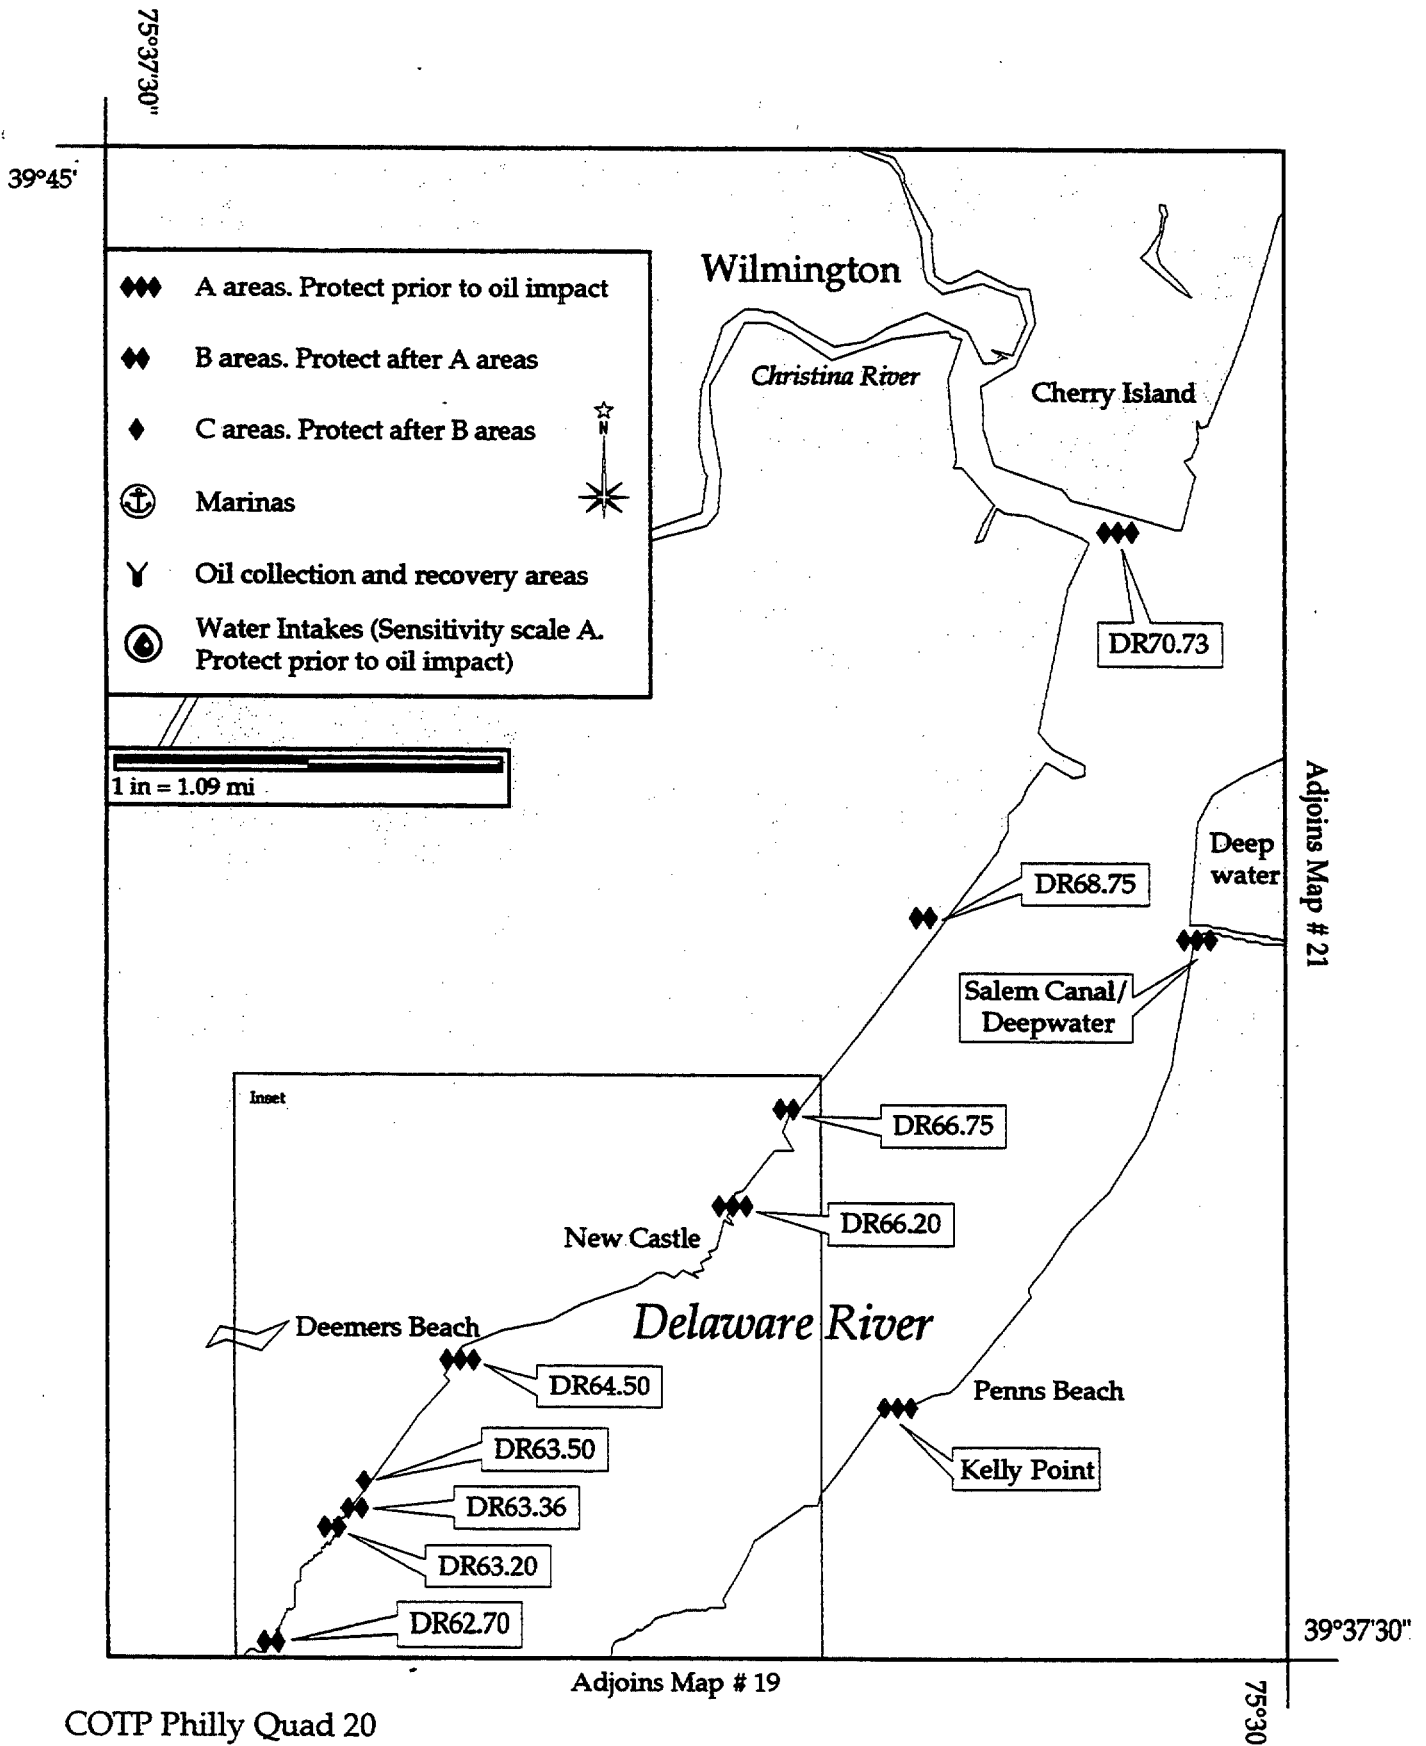 75°37'30"
39°45'
Wilmington
A areas. Protect prior to oil impact
B areas. Protect after A areas
Christina River
Cherry Island
C areas. Protect after B areas
N
Marinas
Oil collection and recovery areas
Water Intakes (Sensitivity scale A.
Protect prior to oil impact)
DR70.73
1 in = 1.09 mi
Adjoins Map # 21
Deep
water
DR68.75
Salem Canal/
Deepwater
Inset
DR66.75
DR66.20
New Castle
Delaware River
Deemers Beach
DR64.50
Penns Beach
DR63.50
Kelly Point
DR63.36
DR63.20
DR62.70
39°37'30"
Adjoins Map # 19
75°30
COTP Philly Quad 20